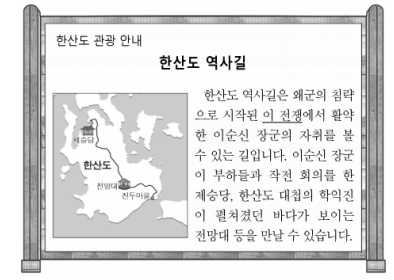 한산도 관광 안내
한산도 역사길
한산도 역사길은 왜군의 침략
으로 시작된 이 전쟁에서 활약
한 이순신 장군의 자취를 볼
수 있는 길입니다. 이순신 장군
이 부하들과 작전 회의를 한
제승당, 한산도 대첩의 학익진
이 펼쳐졌던 바다가 보이는
전망대 등을 만날 수 있습니다.
제승당
한산도
전망대
진두마을